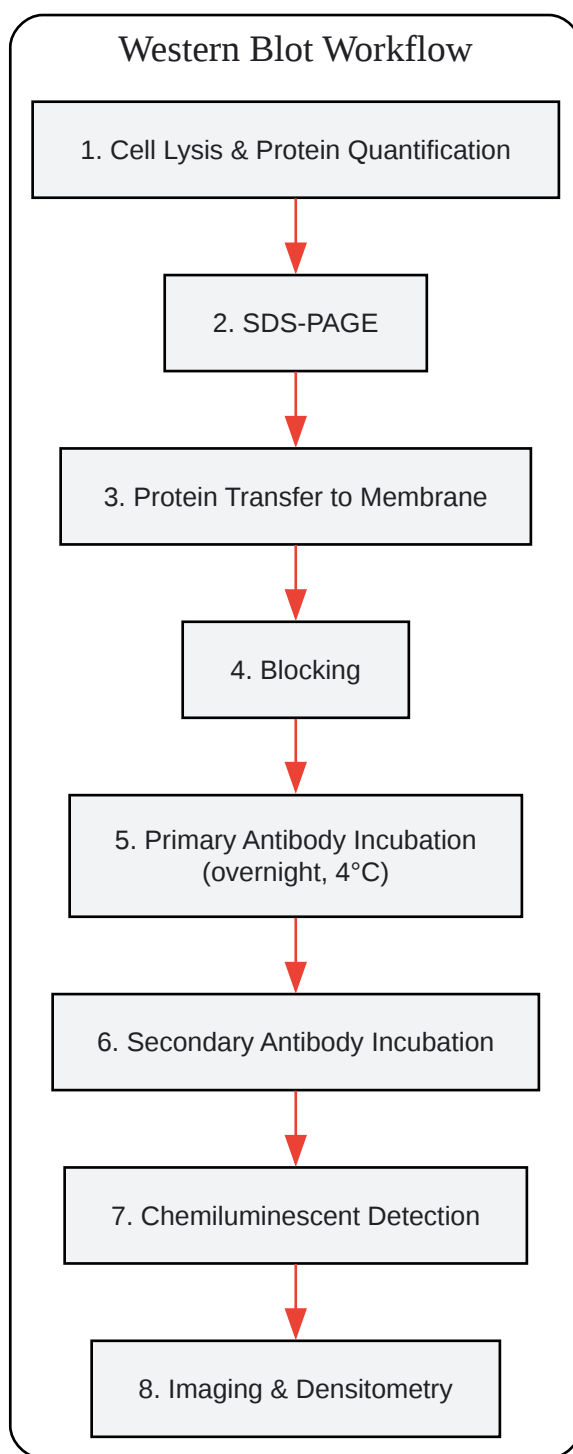 Western Blot Workflow
1. Cell Lysis & Protein Quantification
2. SDS-PAGE
3. Protein Transfer to Membrane
4. Blocking
5. Primary Antibody Incubation
(overnight, 4°C)
6. Secondary Antibody Incubation
7. Chemiluminescent Detection
8. Imaging & Densitometry